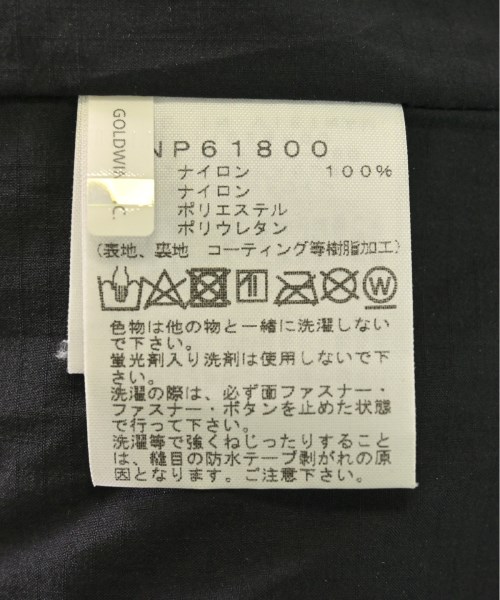 GOLDWIN
C.
NP61800
ナイロン 100%
ナイロン
ポリエステル
ポリウレタン
(表地、裏地 コーティング等樹脂加工)
W
色物は他の物と一緒に洗濯しない
で下さい。
蛍光剤入り洗剤は使用しないで下
さい。
洗濯の際は、必ず面ファスナー・
ファスナー・ボタンを止めた状態
で行って下さい。
洗濯等で強くねじったりすること
は、縫目の防水テープ剥がれの原
因となります。ご注意下さい。